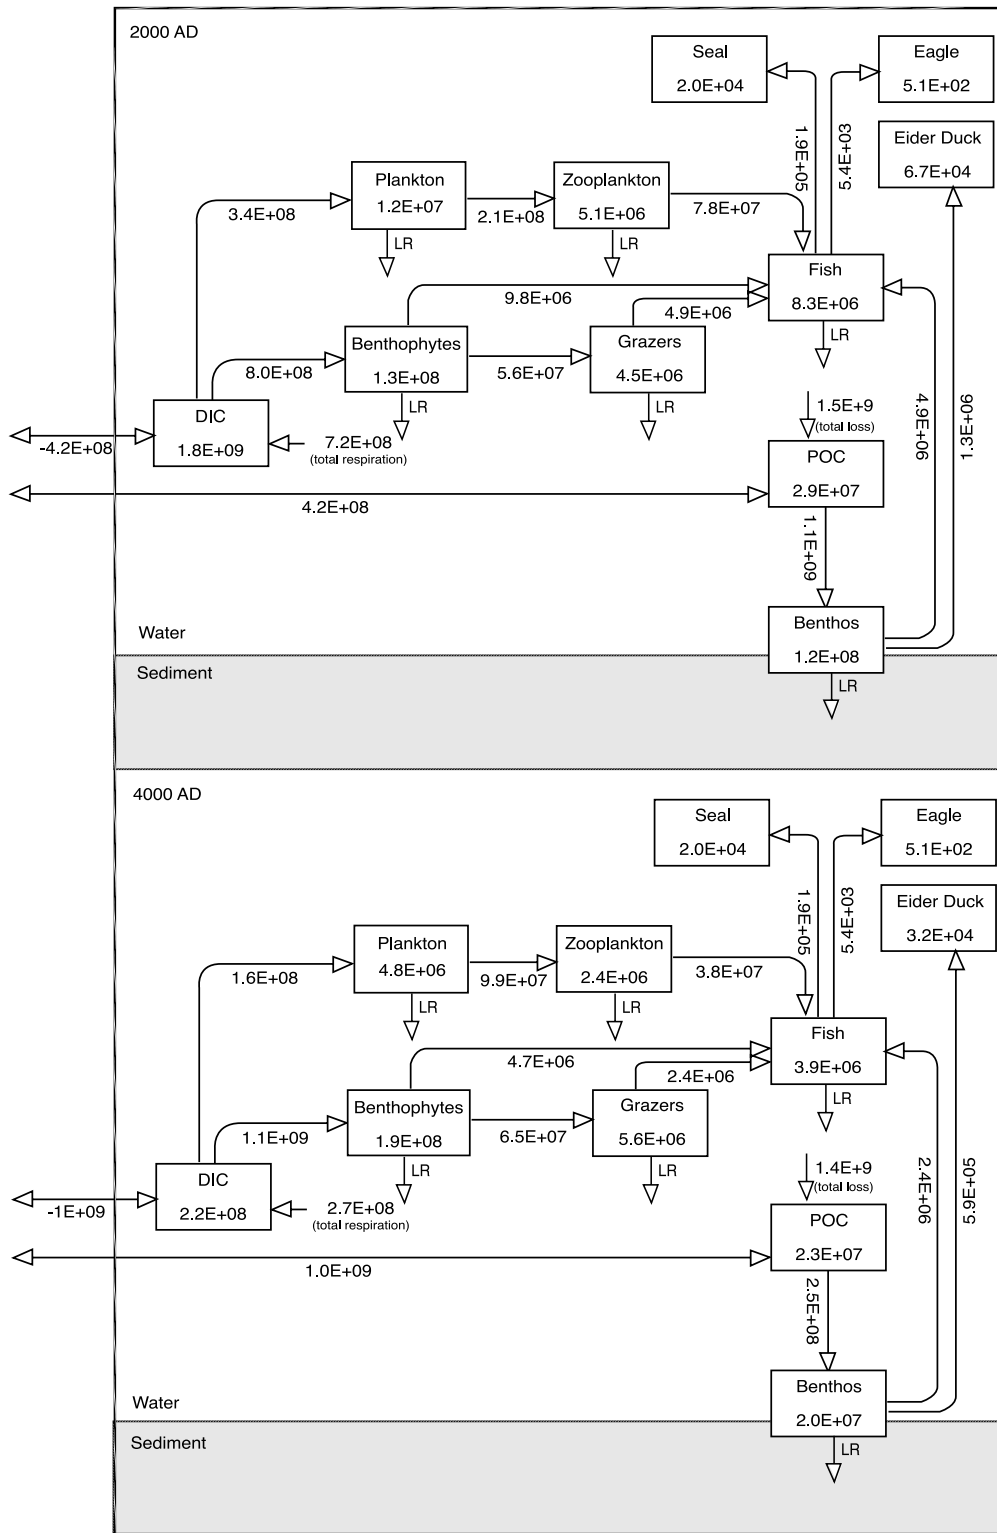 2000 AD
Seal
2.0E+04
Eagle
5.1E+02
1.9E+05
5.4E+03
Eider Duck
6.7E+04
Plankton
1.2E+07
Zooplankton
5.1E+06
3.4E+08
2.1E+08
7.8E+07
LR
LR
Fish
8.3E+06
9.8E+06
4.9E+06
LR
Benthophytes
1.3E+08
Grazers
4.5E+06
8.0E+08
5.6E+07
LR
LR
DIC
1.8E+09
-4.2E+08
7.2E+08
(total respiration)
1.5E+9
(total loss)
POC
2.9E+07
4.2E+08
4.9E+06
1.3E+06
1.1E+09
Benthos
1.2E+08
LR
Water
Sediment
4000 AD
Seal
2.0E+04
Eagle
5.1E+02
1.9E+05
5.4E+03
Eider Duck
3.2E+04
Plankton
4.8E+06
Zooplankton
2.4E+06
1.6E+08
9.9E+07
3.8E+07
LR
LR
Fish
3.9E+06
4.7E+06
2.4E+06
LR
Benthophytes
1.9E+08
Grazers
5.6E+06
1.1E+09
6.5E+07
LR
LR
DIC
2.2E+08
-1E+09
2.7E+08
(total respiration)
1.4E+9
(total loss)
POC
2.3E+07
1.0E+09
2.4E+06
5.9E+05
2.5E+08
Benthos
2.0E+07
LR
Water
Sediment